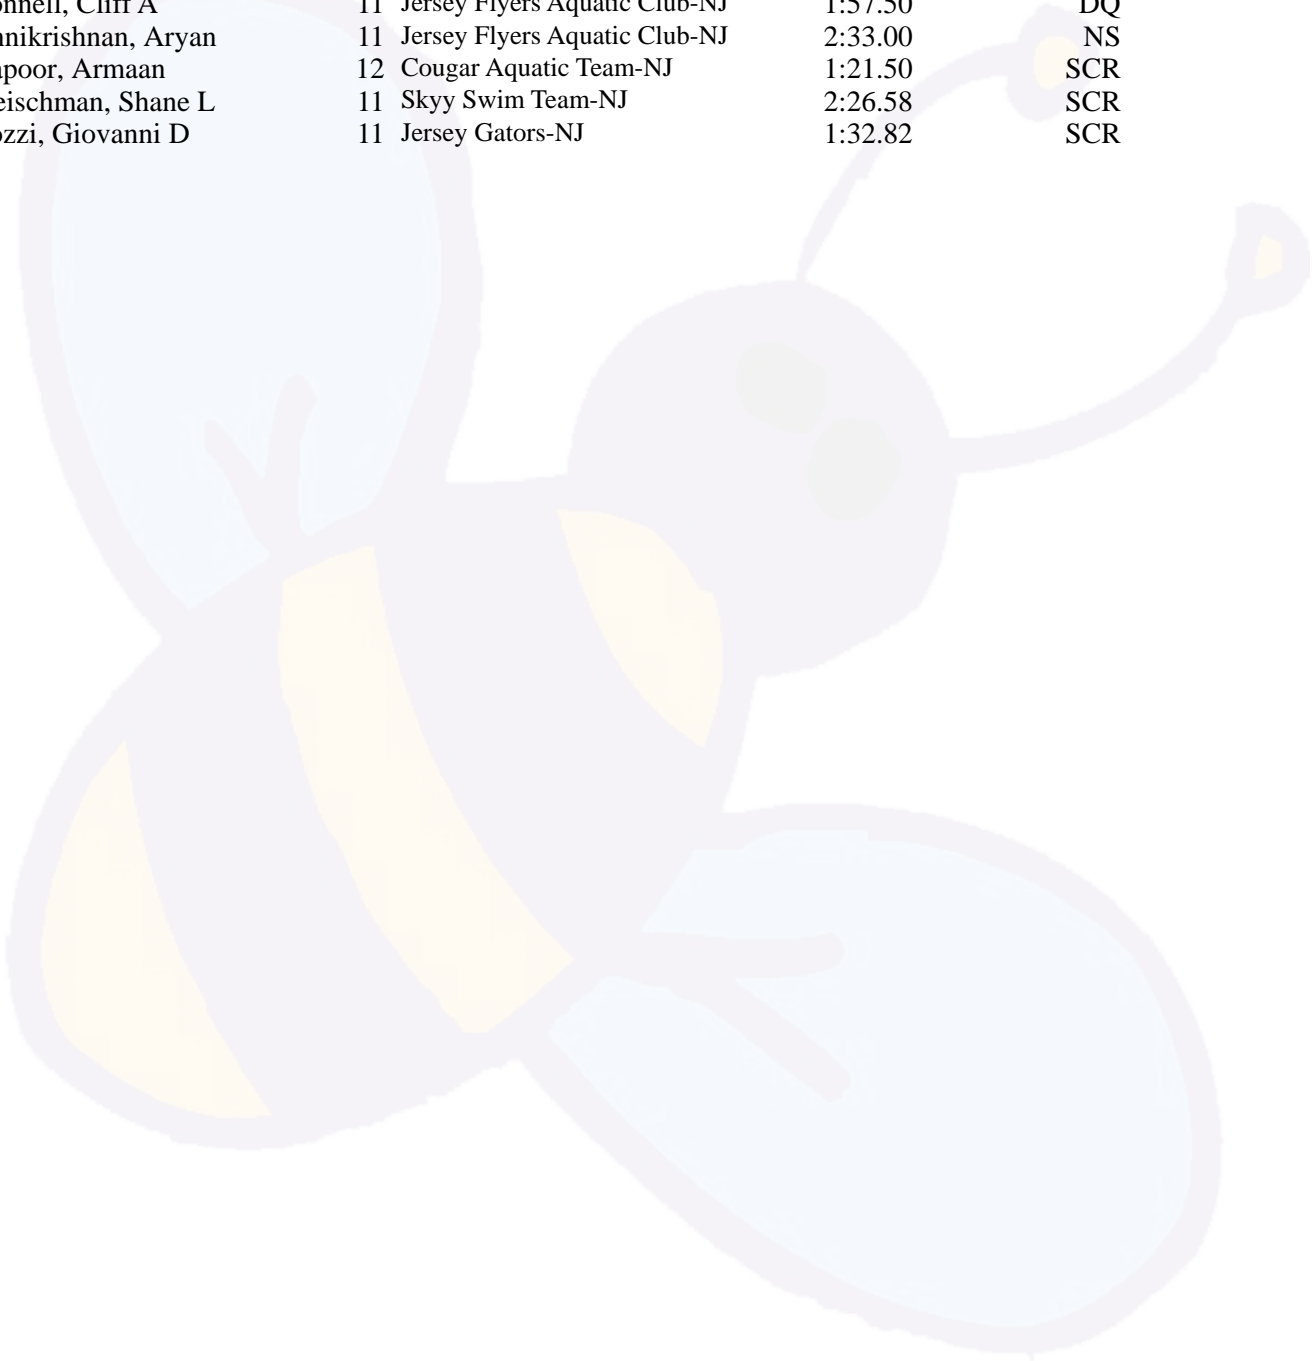 onnell, Cliff A 11 Jersey Flyers Aquatic Club-NJ 1:57.50 DQ
nnikrishnan, Aryan 11 Jersey Flyers Aquatic Club-NJ 2:33.00 NS
apoor, Armaan 12 Cougar Aquatic Team-NJ 1:21.50 SCR
eischman, Shane L 11 Skyy Swim Team-NJ 2:26.58 SCR
ozzi, Giovanni D 11 Jersey Gators-NJ 1:32.82 SCR